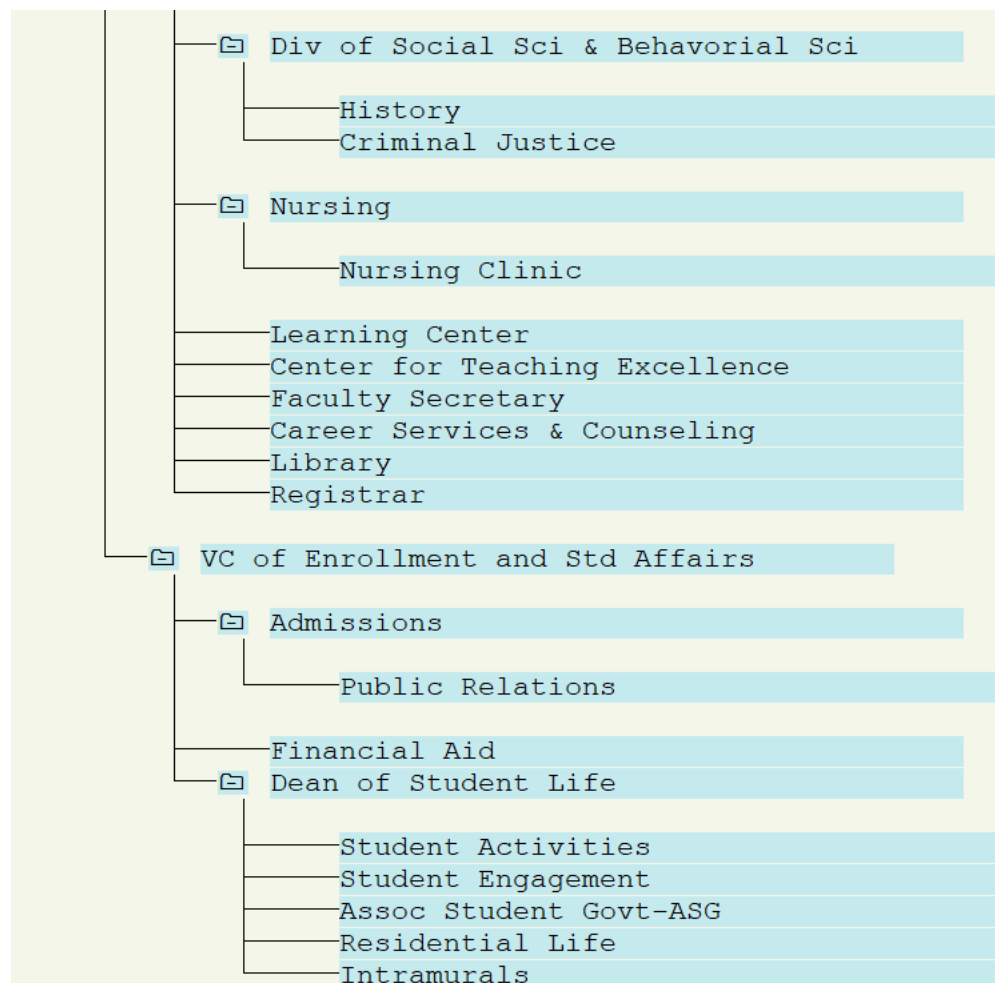 Div of Social Sci & Behavorial Sci
History
Criminal Justice
Nursing
Nursing Clinic
Learning Center
Center for Teaching Excellence
Faculty Secretary
Career Services & Counseling
Library
Registrar
VC of Enrollment and Std Affairs
Admissions
Public Relations
Financial Aid
Dean of Student Life
Student Activities
Student Engagement
Assoc Student Govt-ASG
Residential Life
Intramurals